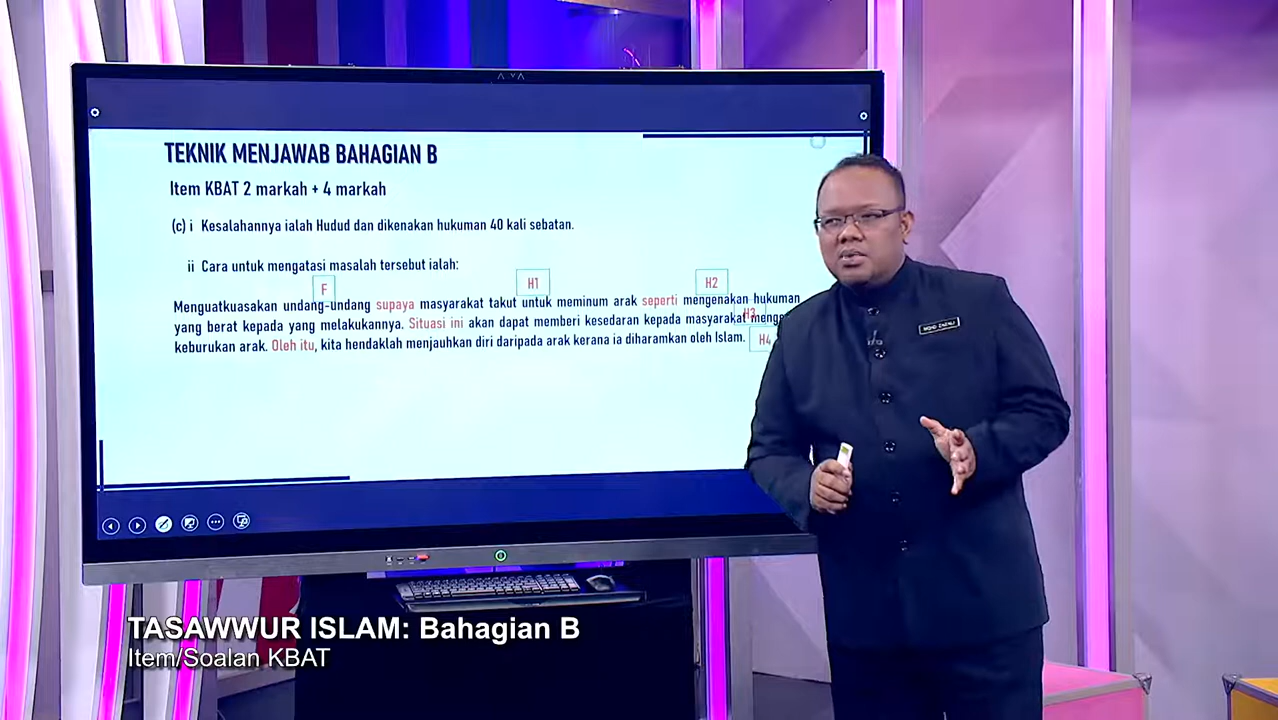 TEKNIK MENJAWAB BAHAGIAN B
Item KBAT 2 markah + 4 markah
(c) i Kesalahannya ialah Hudud dan dikenakan hukuman 40 kali sebatan.
ii Cara untuk mengatasi masalah tersebut ialah:
F H1 H2
Menguatkuasakan undang-undang supaya masyarakat takut untuk meminum arak seperti mengenakan hukuman
H3
yang berat kepada yang melakukannya. Situasi ini akan dapat memberi kesedaran kepada masyarakat
keburukan arak. Oleh itu, kita hendaklah menjauhkan diri daripada arak kerana ia diharamkan oleh Islam. H4
TASAWWUR ISLAM: Bahagian B
Item/Soalan KBAT